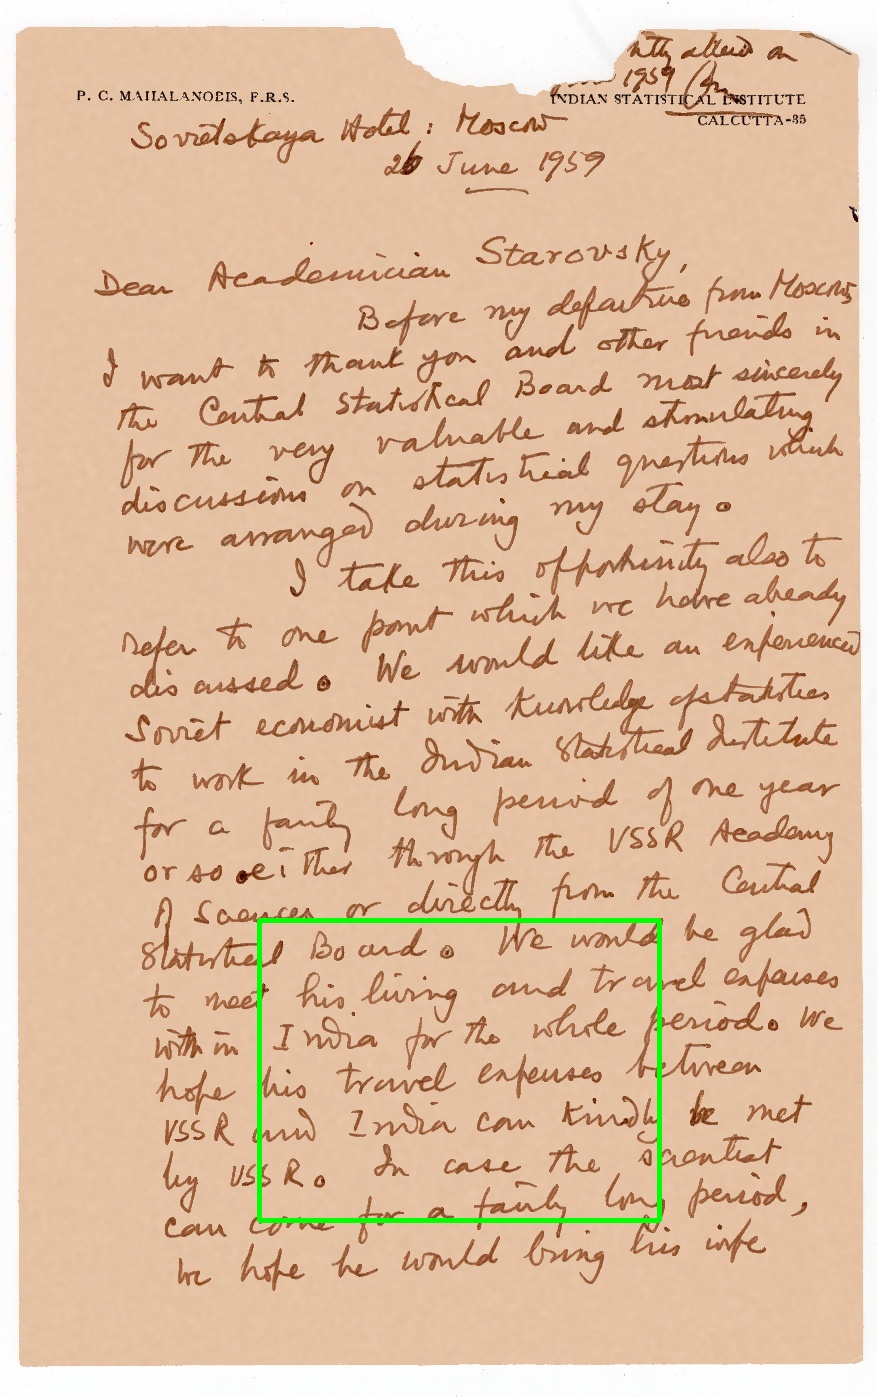 ntly allied on
1959
P. C. MAHALANOBIS, F.R.S.
INDIAN STATISTICAL INSTITUTE
CALCUTTA-35
Sovietskaya Hotel : Moscow
26 June 1959
Dear Academician Starovsky,
Before my departure from Moscow
I want to thank you and other friends in
the Central Statistical Board most sincerely
for the very valuable and stimulating
discussions on statistical questions which
were arranged during my stay.
I take this opportunity also to
refer to one point which we have already
discussed. We would like an experienced
Soviet economist with knowledge of statistics
to work in the Indian Statistical Institute
for a fairly long period of one year
or so either through the USSR Academy
of Sciences or directly from the Central
Statistical Board. We would be glad
to meet his living and travel expenses
within India for the whole period. We
hope his travel expenses between
USSR and India can kindly be met
by USSR. In case the scientist
can come for a fairly long period,
we hope he would bring his wife